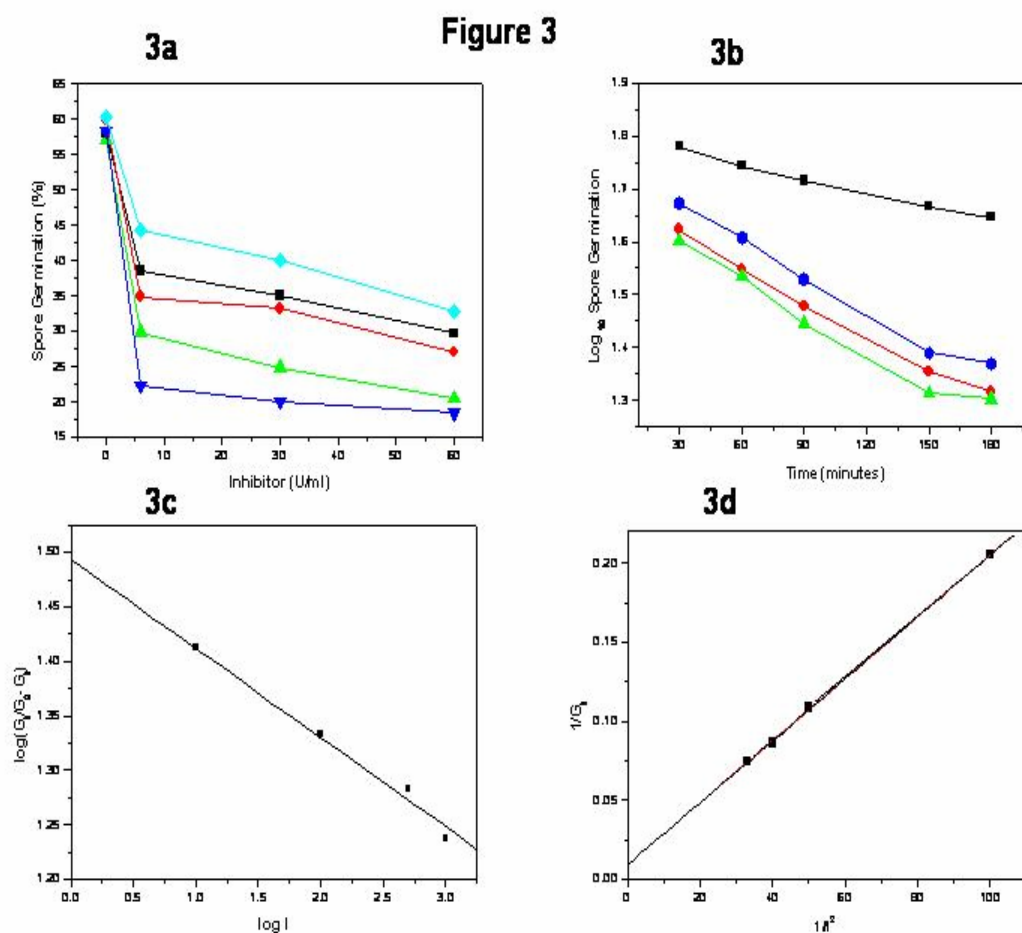 Figure 3
3a
65
60
55
50
45
40
35
30
25
20
15
Spore Germination (%)
0 10 20 30 40 50 60
Inhibitor (U/ml)
3b
1.9
1.8
1.7
1.6
1.5
1.4
1.3
Log₁₀ Spore Germination
30 60 90 120 150 180
Time (minutes)
3c
1.50
1.45
1.40
1.35
1.30
1.25
1.20
0.0 0.5 1.0 1.5 2.0 2.5 3.0
log I
3d
0.20
0.15
0.10
0.05
0.00
0 20 40 60 80 100
1/I²